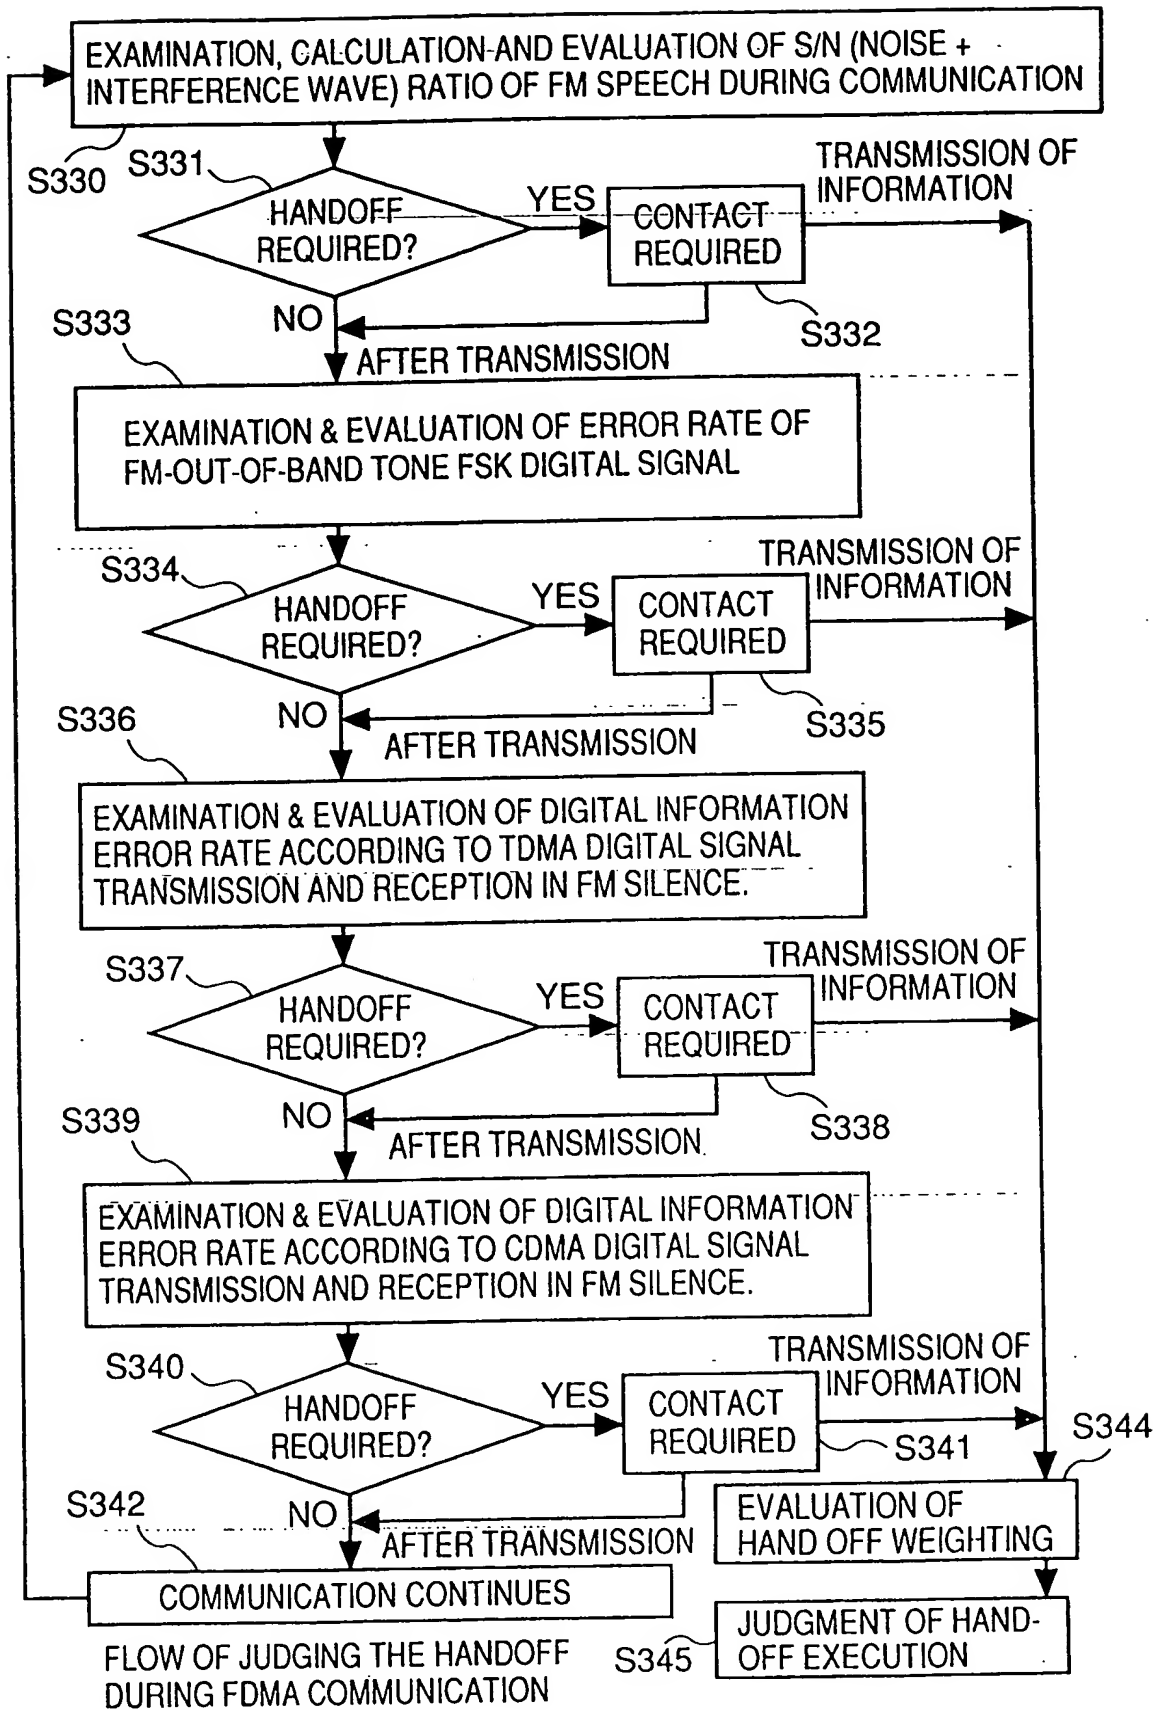 EXAMINATION, CALCULATION AND EVALUATION OF S/N (NOISE +
INTERFERENCE WAVE) RATIO OF FM SPEECH DURING COMMUNICATION
S330
S331
HANDOFF
REQUIRED?
YES
CONTACT
REQUIRED
TRANSMISSION OF
INFORMATION
S332
NO
AFTER TRANSMISSION
S333
EXAMINATION & EVALUATION OF ERROR RATE OF
FM-OUT-OF-BAND TONE FSK DIGITAL SIGNAL
S334
HANDOFF
REQUIRED?
YES
CONTACT
REQUIRED
TRANSMISSION OF
INFORMATION
S335
NO
AFTER TRANSMISSION
S336
EXAMINATION & EVALUATION OF DIGITAL INFORMATION
ERROR RATE ACCORDING TO TDMA DIGITAL SIGNAL
TRANSMISSION AND RECEPTION IN FM SILENCE.
S337
HANDOFF
REQUIRED?
YES
CONTACT
REQUIRED
TRANSMISSION OF
INFORMATION
S338
NO
AFTER TRANSMISSION
S339
EXAMINATION & EVALUATION OF DIGITAL INFORMATION
ERROR RATE ACCORDING TO CDMA DIGITAL SIGNAL
TRANSMISSION AND RECEPTION IN FM SILENCE.
S340
HANDOFF
REQUIRED?
YES
CONTACT
REQUIRED
TRANSMISSION OF
INFORMATION
S341
NO
AFTER TRANSMISSION
S342
COMMUNICATION CONTINUES
S344
EVALUATION OF
HAND OFF WEIGHTING
S345
JUDGMENT OF HAND-
OFF EXECUTION
FLOW OF JUDGING THE HANDOFF
DURING FDMA COMMUNICATION